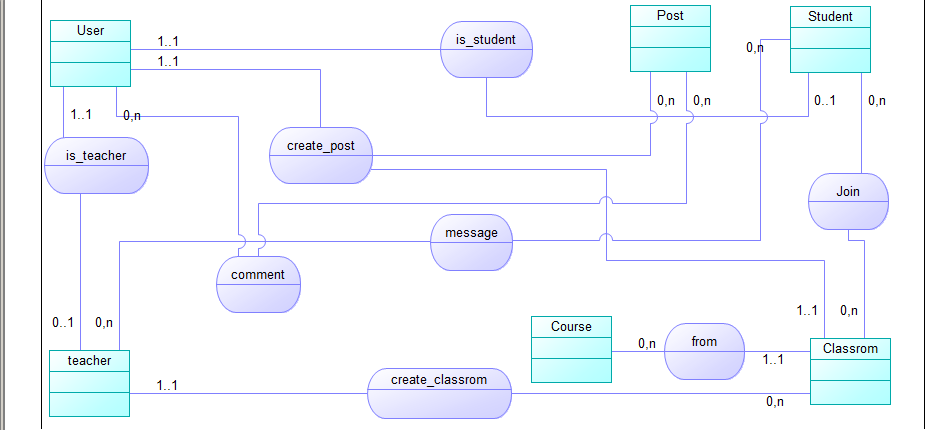 User
Post
Student
1..1
is_student
0,n
1..1
0,n
0,n
0..1
0,n
1..1
0,n
is_teacher
create_post
Join
message
comment
0..1
0,n
1..1
0,n
Course
0,n
from
1..1
Classrom
teacher
1..1
create_classrom
0,n